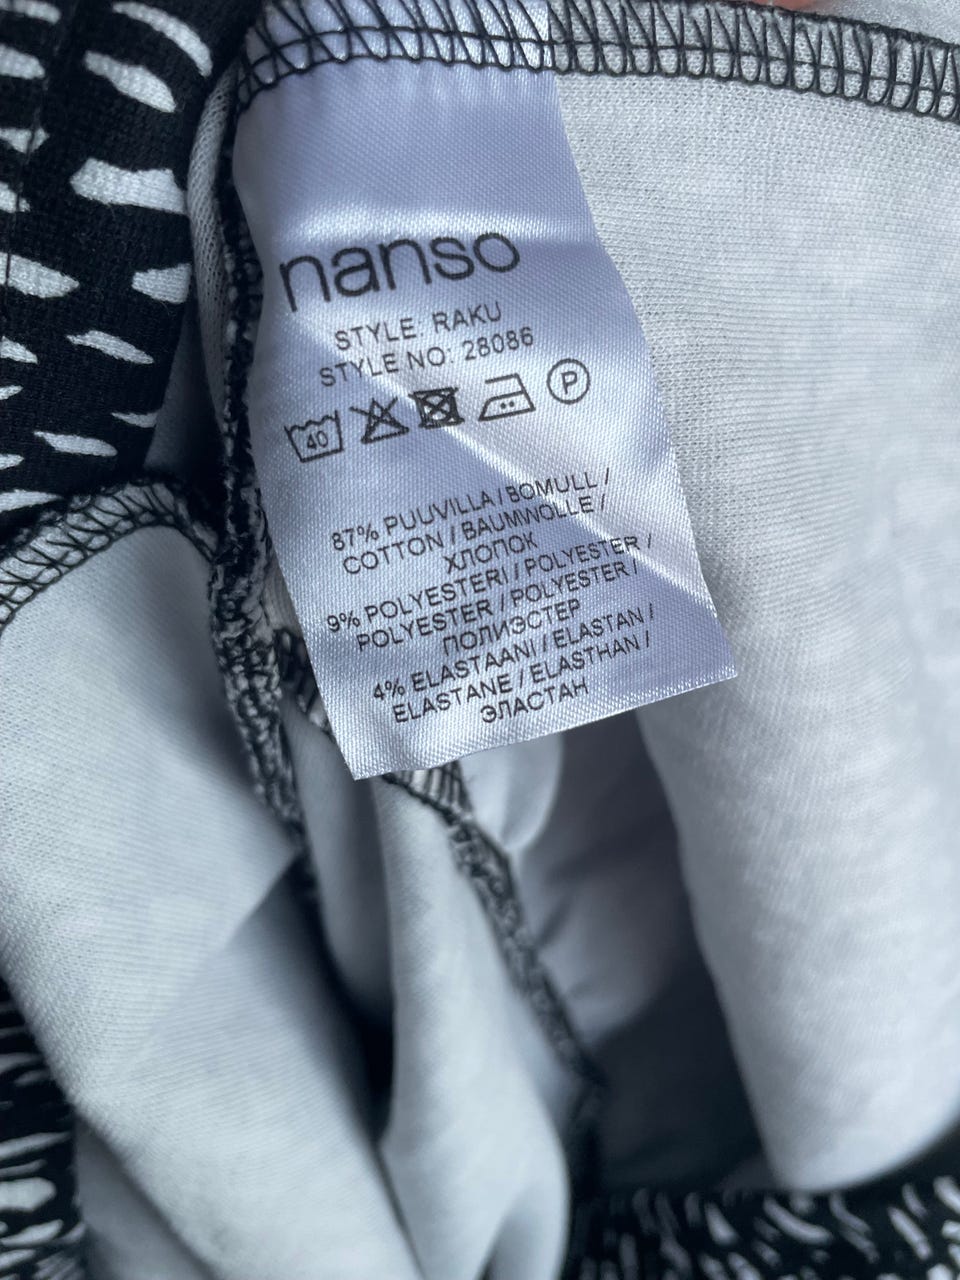 nanso
STYLE: RAKU
STYLE NO: 28086
40 P
87% PUUVILLA / BOMULL /
COTTON / BAUMWOLLE /
ХЛОПОК
9% POLYESTERI / POLYESTER /
POLYESTER / POLYESTER /
ПОЛИЭСТЕР
4% ELASTAANI / ELASTAN /
ELASTANE / ELASTHAN /
ЭЛАСТАН